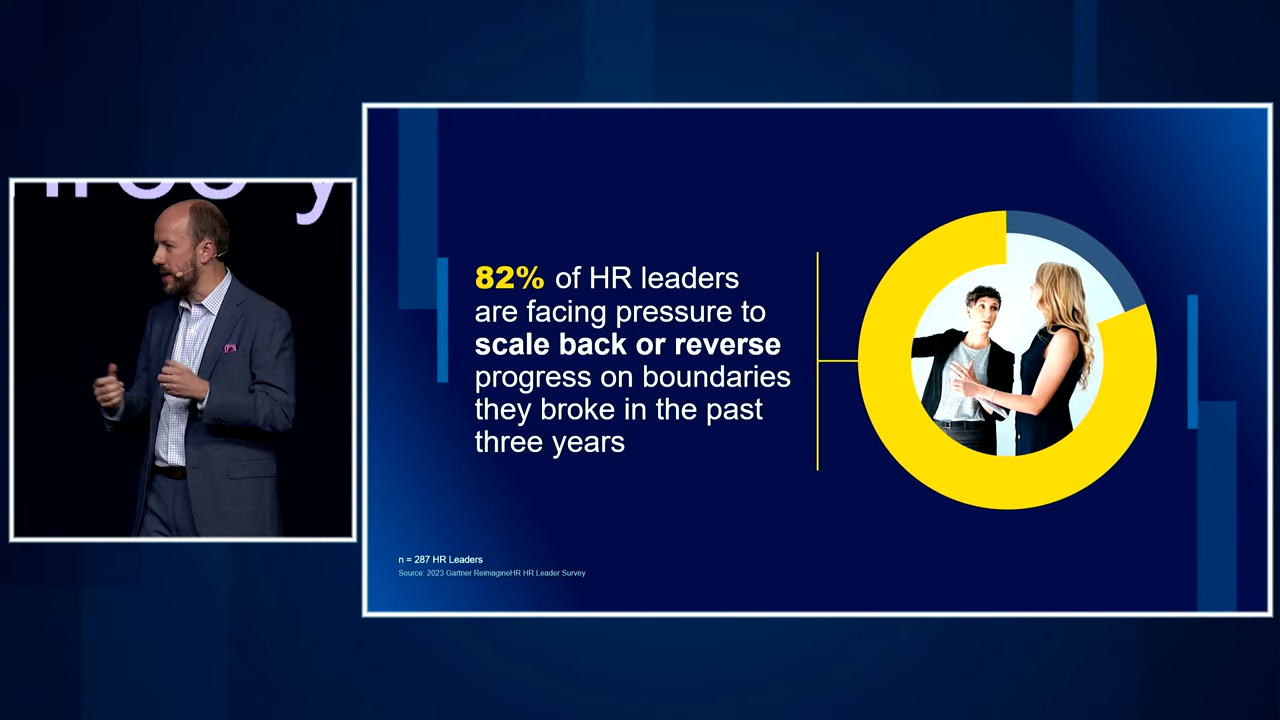 82% of HR leaders
are facing pressure to
scale back or reverse
progress on boundaries
they broke in the past
three years
n = 287 HR Leaders
Source: 2023 Gartner ReimagineHR HR Leader Survey